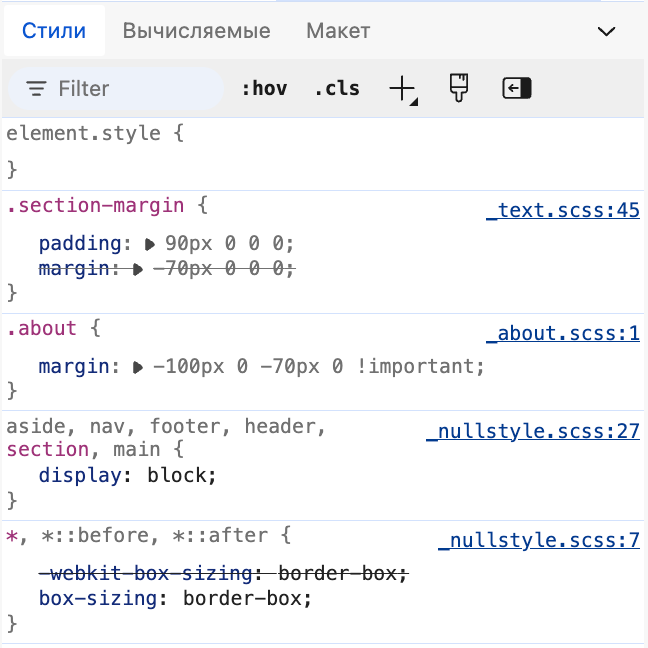 Стили Вычисляемые Макет
Filter :hov .cls
element.style {
}
.section-margin { _text.scss:45
padding: 90px 0 0 0;
margin: -70px 0 0 0;
}
.about { _about.scss:1
margin: -100px 0 -70px 0 !important;
}
aside, nav, footer, header, _nullstyle.scss:27
section, main {
display: block;
}
*, *::before, *::after { _nullstyle.scss:7
-webkit-box-sizing: border-box;
box-sizing: border-box;
}